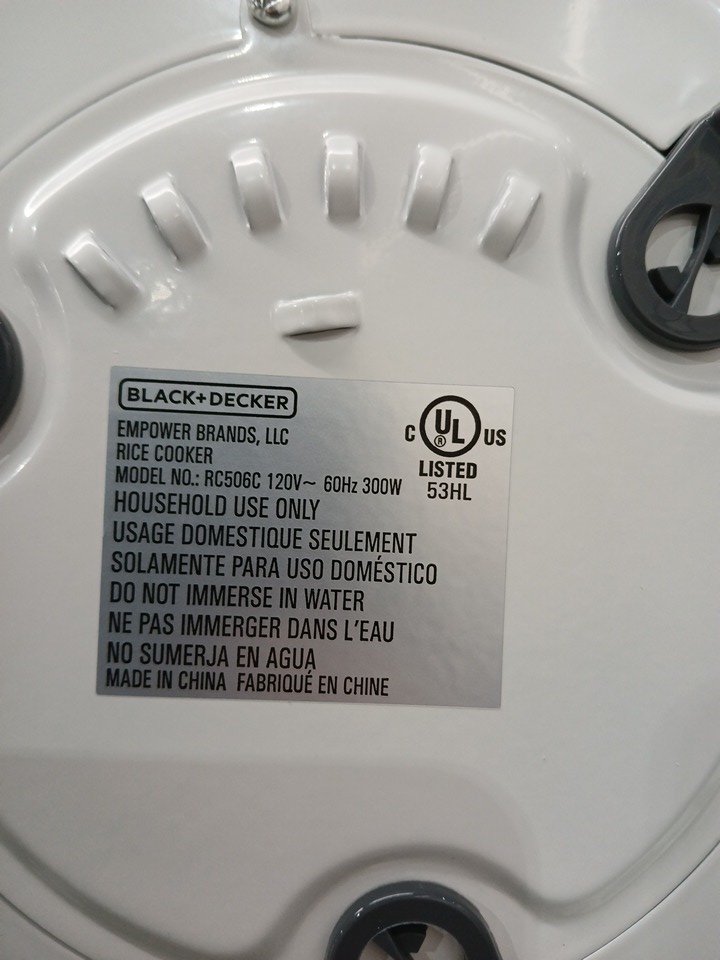 BLACK+DECKER
EMPOWER BRANDS, LLC
RICE COOKER
MODEL NO.: RC506C 120V~ 60Hz 300W
HOUSEHOLD USE ONLY
USAGE DOMESTIQUE SEULEMENT
SOLAMENTE PARA USO DOMÉSTICO
DO NOT IMMERSE IN WATER
NE PAS IMMERGER DANS L'EAU
NO SUMERJA EN AGUA
MADE IN CHINA FABRIQUÉ EN CHINE
C UL ® US
LISTED
53HL